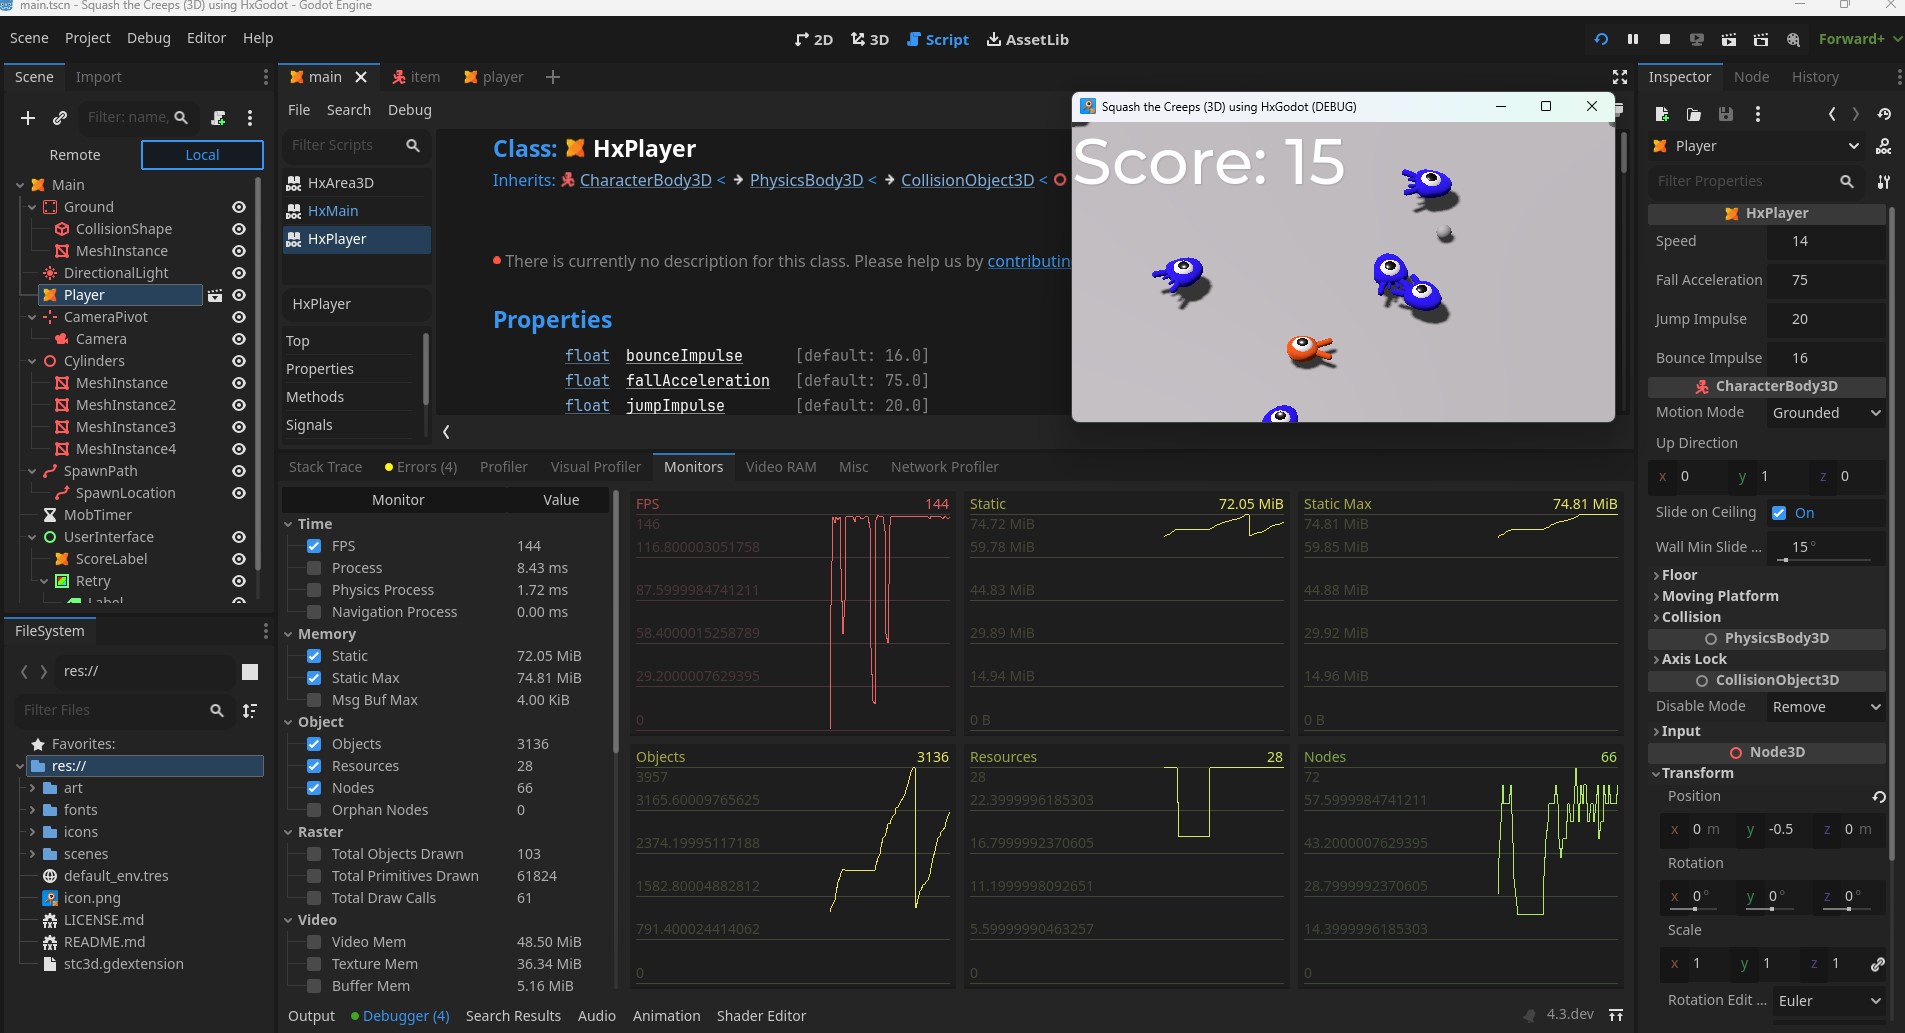 main.tscn - Squash the Creeps (3D) using HxGodot - Godot Engine
Scene Project Debug Editor Help
2D 3D Script AssetLib
Forward+
Scene Import
Filter: name,
Remote Local
Main
Ground
CollisionShape
MeshInstance
DirectionalLight
Player
CameraPivot
Camera
Cylinders
MeshInstance
MeshInstance2
MeshInstance3
MeshInstance4
SpawnPath
SpawnLocation
MobTimer
UserInterface
ScoreLabel
Retry
Label
FileSystem
res://
Filter Files
Favorites:
res://
art
fonts
icons
scenes
default_env.tres
icon.png
LICENSE.md
README.md
stc3d.gdextension
main item player
File Search Debug
Filter Scripts
HxArea3D
HxMain
HxPlayer
HxPlayer
Top
Properties
Methods
Signals
Class: HxPlayer
Inherits: CharacterBody3D < PhysicsBody3D < CollisionObject3D <
There is currently no description for this class. Please help us by contributin
Properties
float bounceImpulse [default: 16.0]
float fallAcceleration [default: 75.0]
float jumpImpulse [default: 20.0]
Squash the Creeps (3D) using HxGodot (DEBUG)
Score: 15
Stack Trace Errors (4) Profiler Visual Profiler Monitors Video RAM Misc Network Profiler
Monitor Value
Time
FPS 144
Process 8.43 ms
Physics Process 1.72 ms
Navigation Process 0.00 ms
Memory
Static 72.05 MiB
Static Max 74.81 MiB
Msg Buf Max 4.00 KiB
Object
Objects 3136
Resources 28
Nodes 66
Orphan Nodes 0
Raster
Total Objects Drawn 103
Total Primitives Drawn 61824
Total Draw Calls 61
Video
Video Mem 48.50 MiB
Texture Mem 36.34 MiB
Buffer Mem 5.16 MiB
FPS 144
146
116.800003051758
87.5999984741211
58.4000015258789
29.2000007629395
0
Static 72.05 MiB
74.72 MiB
59.78 MiB
44.83 MiB
29.89 MiB
14.94 MiB
0 B
Static Max 74.81 MiB
74.81 MiB
59.85 MiB
44.88 MiB
29.92 MiB
14.96 MiB
0 B
Objects 3136
3957
3165.60009765625
2374.19995117188
1582.80004882812
791.400024414062
0
Resources 28
28
22.3999996185303
16.7999992370605
11.1999998092651
5.59999990463257
0
Nodes 66
72
57.5999984741211
43.2000007629395
28.7999992370605
14.3999996185303
0
Output Debugger (4) Search Results Audio Animation Shader Editor
4.3.dev
Inspector Node History
Player
Filter Properties
HxPlayer
Speed 14
Fall Acceleration 75
Jump Impulse 20
Bounce Impulse 16
CharacterBody3D
Motion Mode Grounded
Up Direction
x 0 y 1 z 0
Slide on Ceiling On
Wall Min Slide ... 15°
Floor
Moving Platform
Collision
PhysicsBody3D
Axis Lock
CollisionObject3D
Disable Mode Remove
Input
Node3D
Transform
Position
x 0 m y -0.5 z 0 m
Rotation
x 0° y 0° z 0°
Scale
x 1 y 1 z 1
Rotation Edit ... Euler